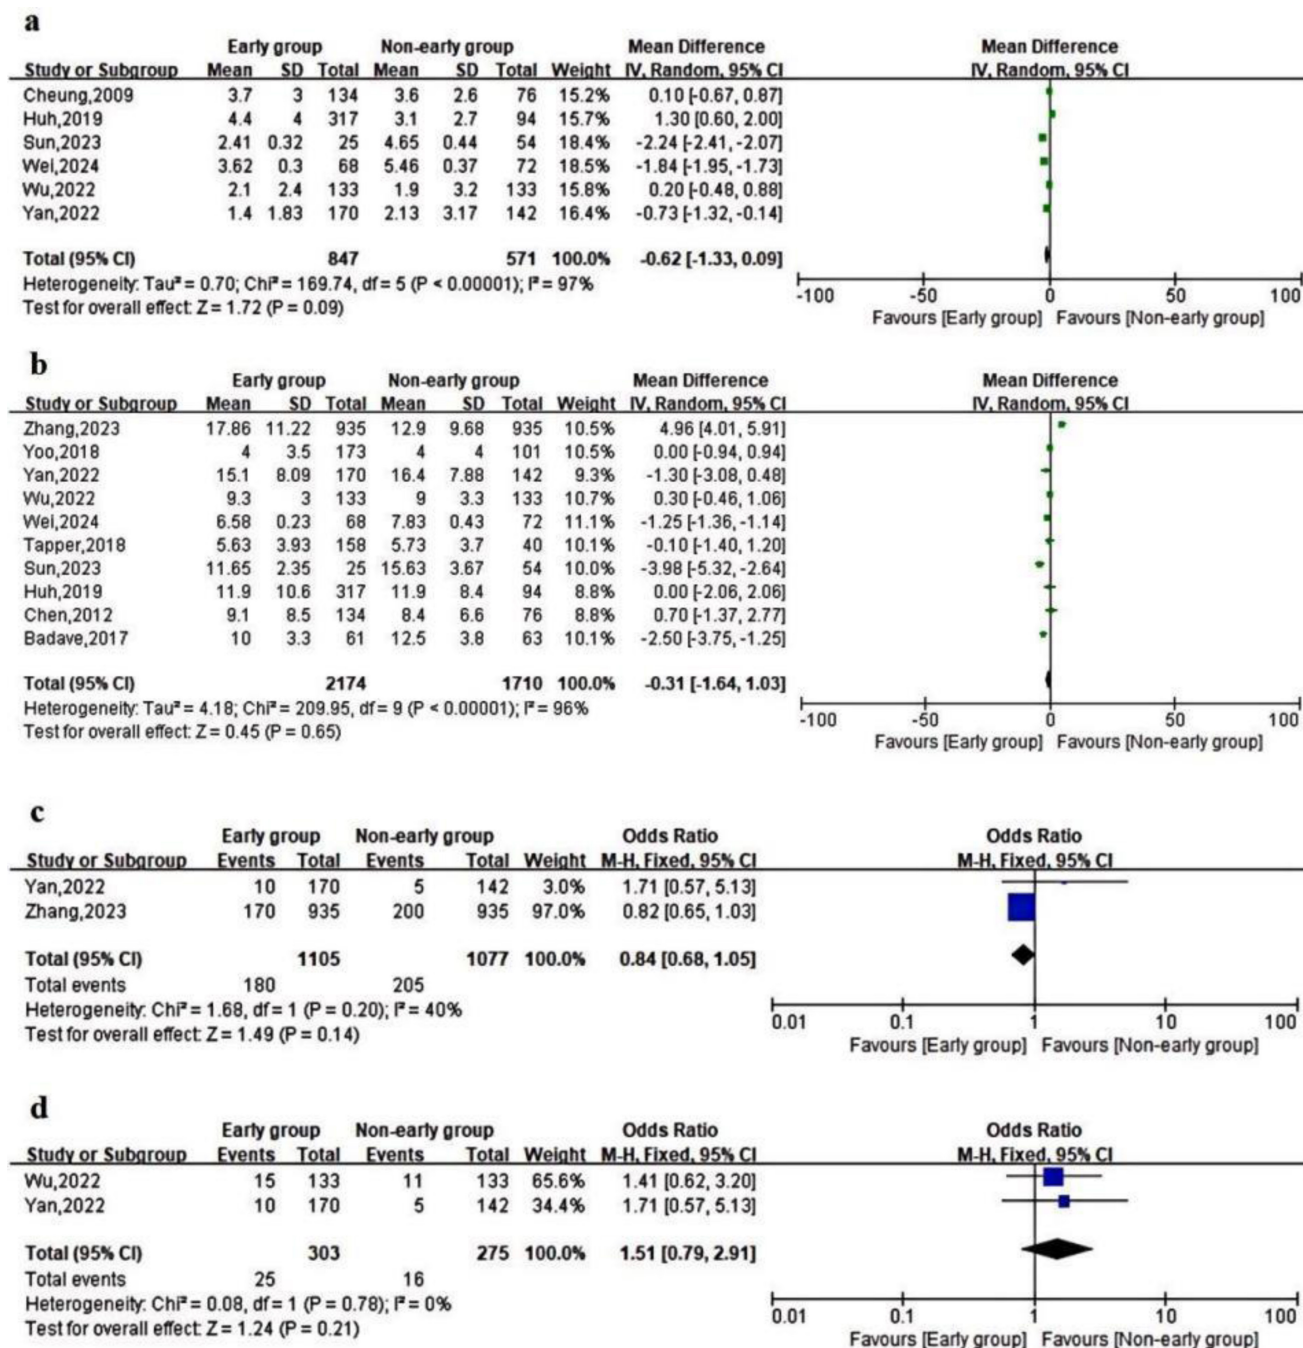 a
Early group Non-early group Mean Difference Mean Difference
Study or Subgroup Mean SD Total Mean SD Total Weight IV, Random, 95% CI IV, Random, 95% CI
Cheung,2009 3.7 3 134 3.6 2.6 76 15.2% 0.10 [-0.67, 0.87]
Huh,2019 4.4 4 317 3.1 2.7 94 15.7% 1.30 [0.60, 2.00]
Sun,2023 2.41 0.32 25 4.65 0.44 54 18.4% -2.24 [-2.41, -2.07]
Wei,2024 3.62 0.3 68 5.46 0.37 72 18.5% -1.84 [-1.95, -1.73]
Wu,2022 2.1 2.4 133 1.9 3.2 133 15.8% 0.20 [-0.48, 0.88]
Yan,2022 1.4 1.83 170 2.13 3.17 142 16.4% -0.73 [-1.32, -0.14]
Total (95% CI) 847 571 100.0% -0.62 [-1.33, 0.09]
Heterogeneity: Tau² = 0.70; Chi² = 169.74, df = 5 (P < 0.00001); I² = 97%
Test for overall effect: Z = 1.72 (P = 0.09)
-100 -50 0 50 100
Favours [Early group] Favours [Non-early group]
b
Early group Non-early group Mean Difference Mean Difference
Study or Subgroup Mean SD Total Mean SD Total Weight IV, Random, 95% CI IV, Random, 95% CI
Zhang,2023 17.86 11.22 935 12.9 9.68 935 10.5% 4.96 [4.01, 5.91]
Yoo,2018 4 3.5 173 4 4 101 10.5% 0.00 [-0.94, 0.94]
Yan,2022 15.1 8.09 170 16.4 7.88 142 9.3% -1.30 [-3.08, 0.48]
Wu,2022 9.3 3 133 9 3.3 133 10.7% 0.30 [-0.46, 1.06]
Wei,2024 6.58 0.23 68 7.83 0.43 72 11.1% -1.25 [-1.36, -1.14]
Tapper,2018 5.63 3.93 158 5.73 3.7 40 10.1% -0.10 [-1.40, 1.20]
Sun,2023 11.65 2.35 25 15.63 3.67 54 10.0% -3.98 [-5.32, -2.64]
Huh,2019 11.9 10.6 317 11.9 8.4 94 8.8% 0.00 [-2.06, 2.06]
Chen,2012 9.1 8.5 134 8.4 6.6 76 8.8% 0.70 [-1.37, 2.77]
Badave,2017 10 3.3 61 12.5 3.8 63 10.1% -2.50 [-3.75, -1.25]
Total (95% CI) 2174 1710 100.0% -0.31 [-1.64, 1.03]
Heterogeneity: Tau² = 4.18; Chi² = 209.95, df = 9 (P < 0.00001); I² = 96%
Test for overall effect: Z = 0.45 (P = 0.65)
-100 -50 0 50 100
Favours [Early group] Favours [Non-early group]
c
Early group Non-early group Odds Ratio Odds Ratio
Study or Subgroup Events Total Events Total Weight M-H, Fixed, 95% CI M-H, Fixed, 95% CI
Yan,2022 10 170 5 142 3.0% 1.71 [0.57, 5.13]
Zhang,2023 170 935 200 935 97.0% 0.82 [0.65, 1.03]
Total (95% CI) 1105 1077 100.0% 0.84 [0.68, 1.05]
Total events 180 205
Heterogeneity: Chi² = 1.68, df = 1 (P = 0.20); I² = 40%
Test for overall effect: Z = 1.49 (P = 0.14)
0.01 0.1 1 10 100
Favours [Early group] Favours [Non-early group]
d
Early group Non-early group Odds Ratio Odds Ratio
Study or Subgroup Events Total Events Total Weight M-H, Fixed, 95% CI M-H, Fixed, 95% CI
Wu,2022 15 133 11 133 65.6% 1.41 [0.62, 3.20]
Yan,2022 10 170 5 142 34.4% 1.71 [0.57, 5.13]
Total (95% CI) 303 275 100.0% 1.51 [0.79, 2.91]
Total events 25 16
Heterogeneity: Chi² = 0.08, df = 1 (P = 0.78); I² = 0%
Test for overall effect: Z = 1.24 (P = 0.21)
0.01 0.1 1 10 100
Favours [Early group] Favours [Non-early group]